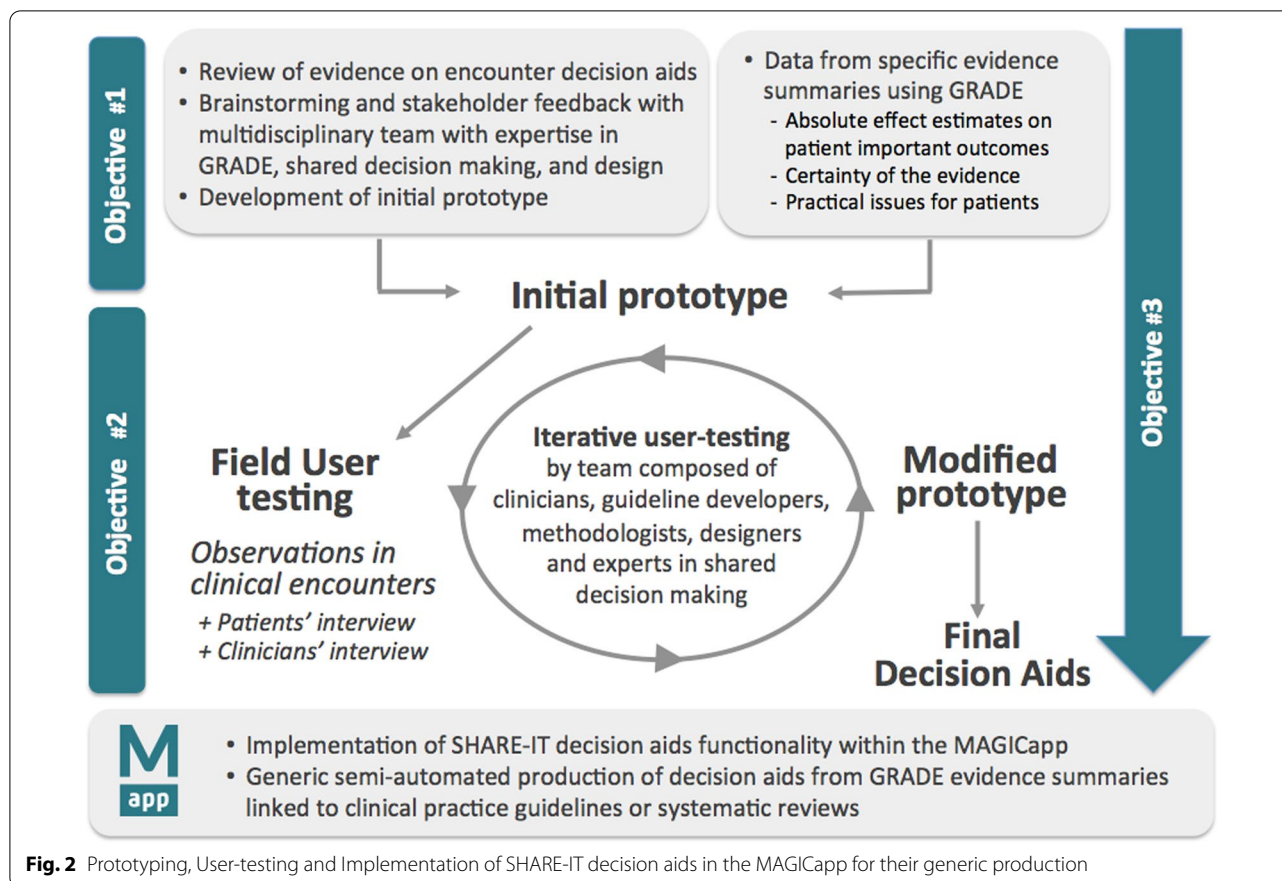 Objective #1
• Review of evidence on encounter decision aids
• Brainstorming and stakeholder feedback with
multidisciplinary team with expertise in
GRADE, shared decision making, and design
• Development of initial prototype
• Data from specific evidence
summaries using GRADE
- Absolute effect estimates on
patient important outcomes
- Certainty of the evidence
- Practical issues for patients
Objective #3
Initial prototype
Objective #2
Field User
testing
Observations in
clinical encounters
+ Patients' interview
+ Clinicians' interview
Iterative user-testing
by team composed of
clinicians, guideline developers,
methodologists, designers
and experts in shared
decision making
Modified
prototype
Final
Decision Aids
M
app
• Implementation of SHARE-IT decision aids functionality within the MAGICapp
• Generic semi-automated production of decision aids from GRADE evidence summaries
linked to clinical practice guidelines or systematic reviews
Fig. 2 Prototyping, User-testing and Implementation of SHARE-IT decision aids in the MAGICapp for their generic production